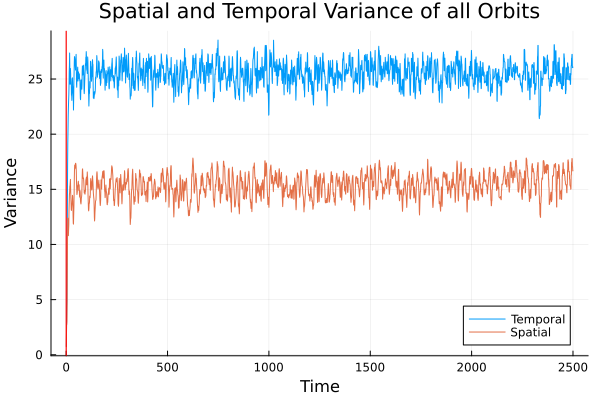 Spatial and Temporal Variance of all Orbits
Variance
25
20
15
10
5
0
Temporal
Spatial
0 500 1000 1500 2000 2500
Time